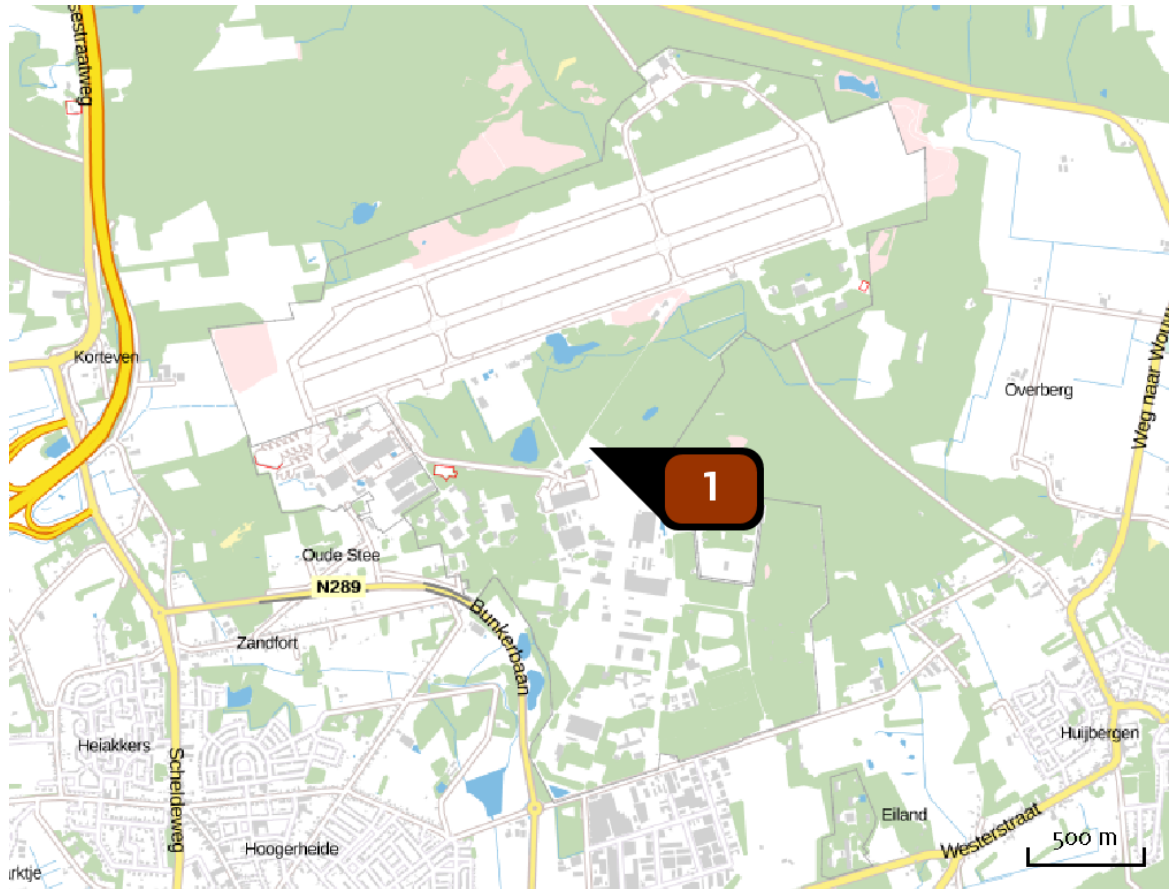 sestraatweg
Korteven
Overberg
Weg naar Wouw
1
Oude Stee
N289
Bunkerbaan
Zandfort
Heiakkers
Scheldeweg
Huijbergen
Eiland
Westerstraat
500 m
Hoogerheide
arktje